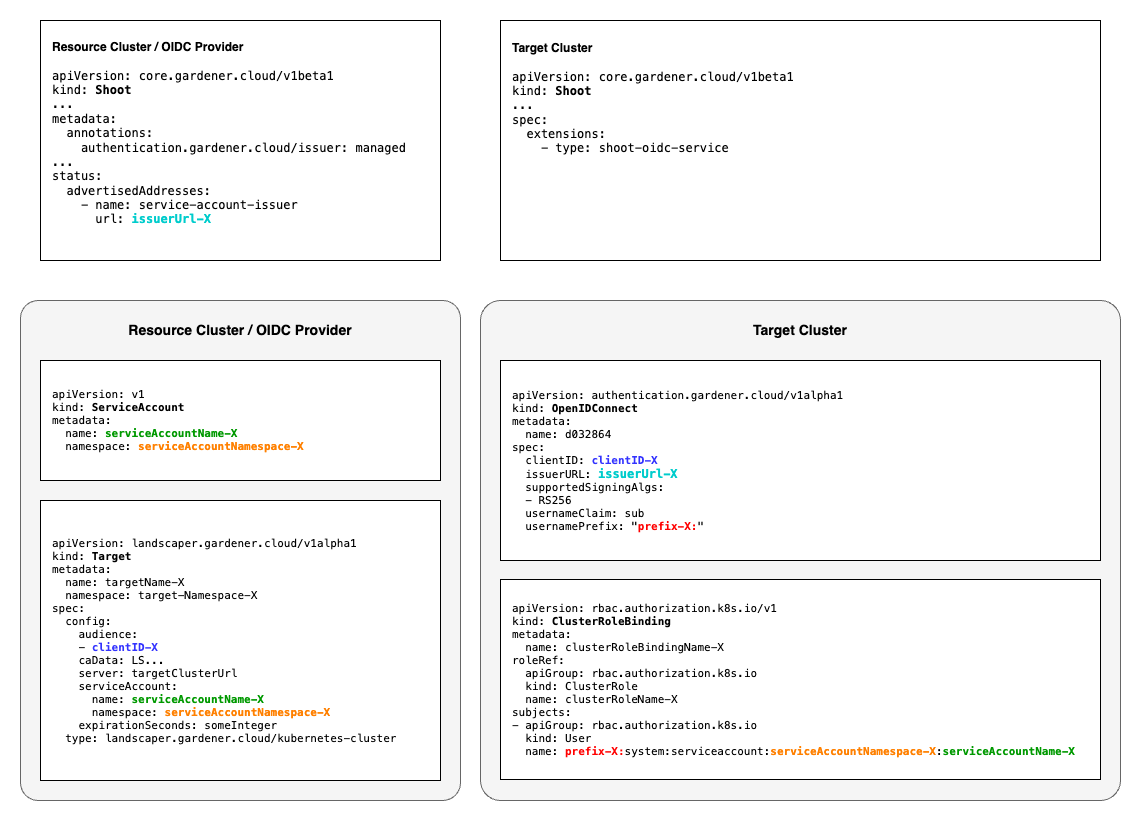 Resource Cluster / OIDC Provider
apiVersion: core.gardener.cloud/v1beta1
kind: Shoot
...
metadata:
  annotations:
    authentication.gardener.cloud/issuer: managed
...
status:
  advertisedAddresses:
    - name: service-account-issuer
      url: issuerUrl-X
Target Cluster
apiVersion: core.gardener.cloud/v1beta1
kind: Shoot
...
spec:
  extensions:
    - type: shoot-oidc-service
Resource Cluster / OIDC Provider
apiVersion: v1
kind: ServiceAccount
metadata:
  name: serviceAccountName-X
  namespace: serviceAccountNamespace-X
apiVersion: landscaper.gardener.cloud/v1alpha1
kind: Target
metadata:
  name: targetName-X
  namespace: target-Namespace-X
spec:
  config:
    audience:
    - clientID-X
    caData: LS...
    server: targetClusterUrl
    serviceAccount:
      name: serviceAccountName-X
      namespace: serviceAccountNamespace-X
    expirationSeconds: someInteger
  type: landscaper.gardener.cloud/kubernetes-cluster
Target Cluster
apiVersion: authentication.gardener.cloud/v1alpha1
kind: OpenIDConnect
metadata:
  name: d032864
spec:
  clientID: clientID-X
  issuerURL: issuerUrl-X
  supportedSigningAlgs:
  - RS256
  usernameClaim: sub
  usernamePrefix: "prefix-X:"
apiVersion: rbac.authorization.k8s.io/v1
kind: ClusterRoleBinding
metadata:
  name: clusterRoleBindingName-X
roleRef:
  apiGroup: rbac.authorization.k8s.io
  kind: ClusterRole
  name: clusterRoleName-X
subjects:
- apiGroup: rbac.authorization.k8s.io
  kind: User
  name: prefix-X:system:serviceaccount:serviceAccountNamespace-X:serviceAccountName-X